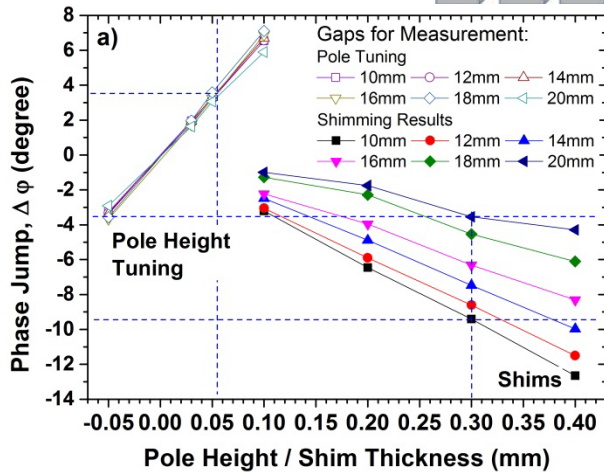 a)
Gaps for Measurement:
Pole Tuning
10mm 12mm 14mm
16mm 18mm 20mm
Shimming Results
10mm 12mm 14mm
16mm 18mm 20mm
Pole Height
Tuning
Shims
8
6
4
2
0
-2
-4
-6
-8
-10
-12
-14
Phase Jump, Δ φ (degree)
-0.05 0.00 0.05 0.10 0.15 0.20 0.25 0.30 0.35 0.40
Pole Height / Shim Thickness (mm)